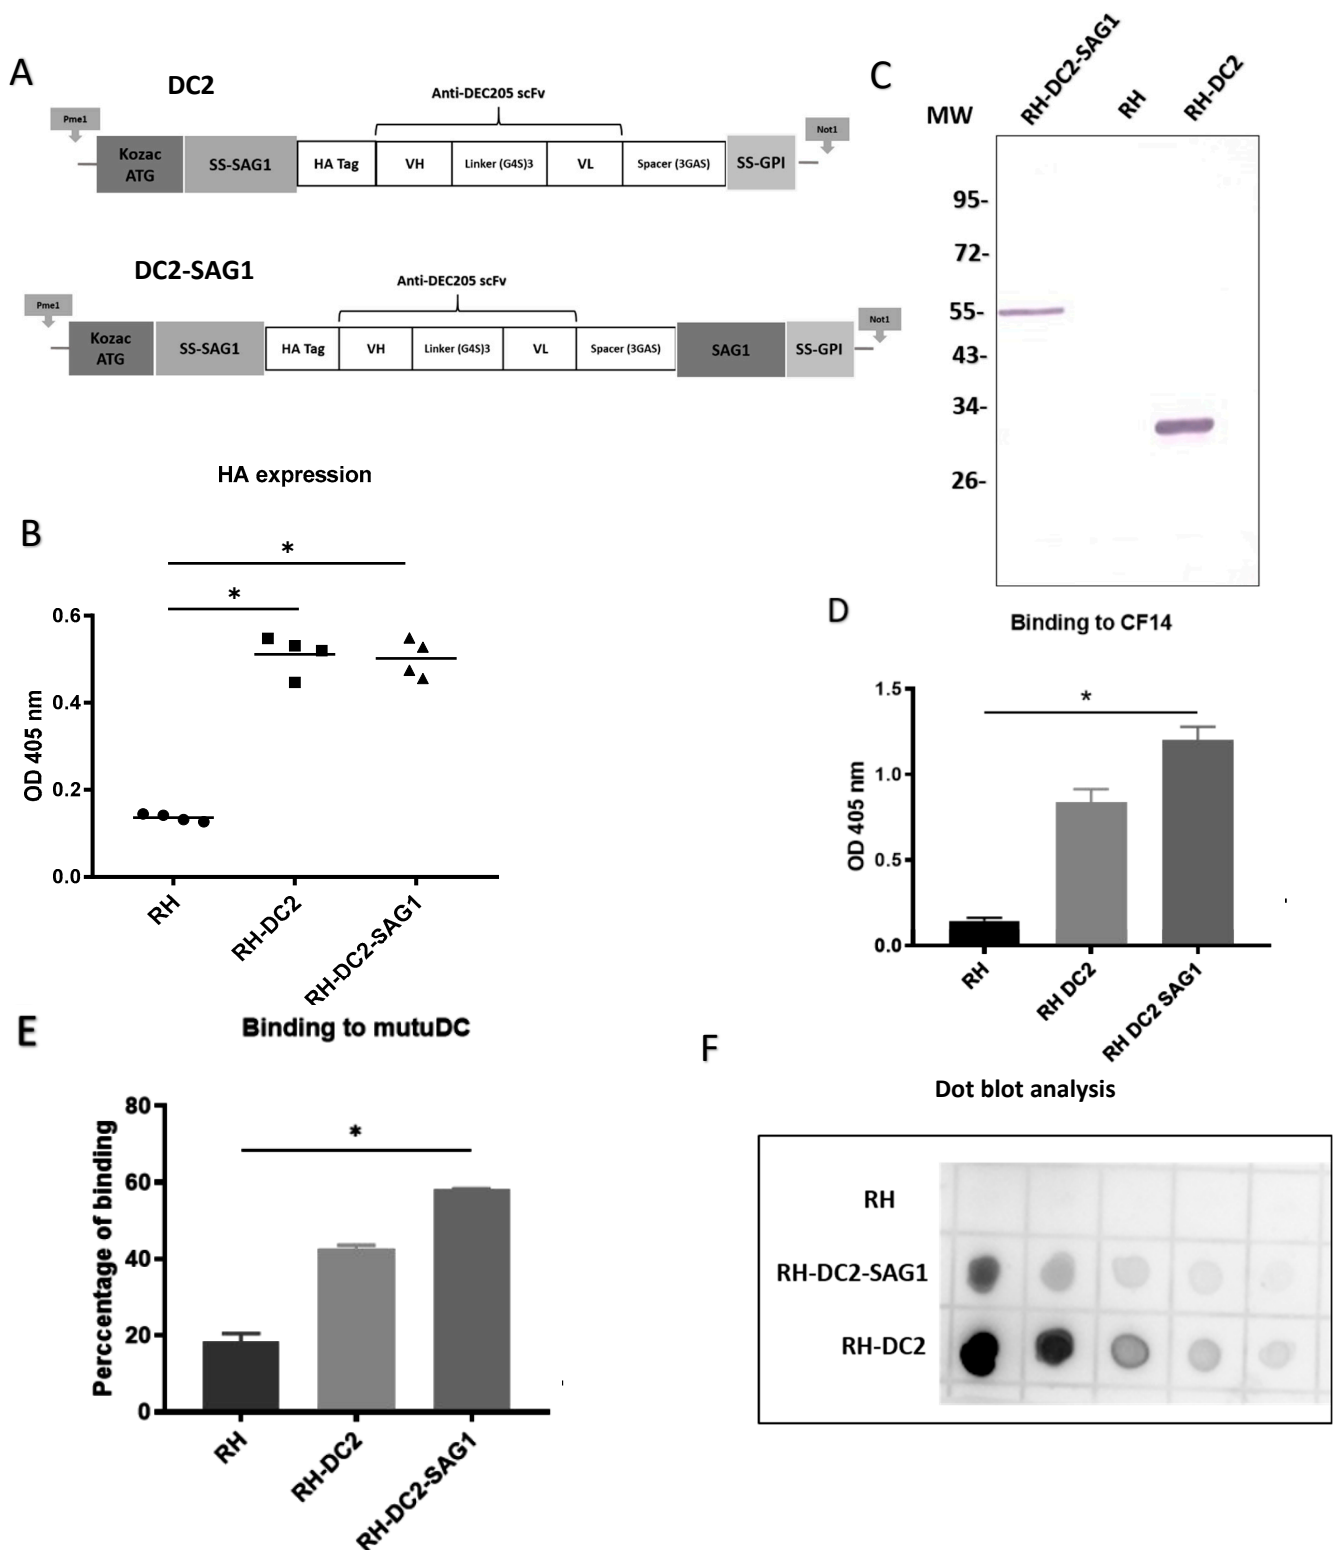 A
DC2
Anti-DEC205 scFv
Pme1
Not1
Kozac
ATG
SS-SAG1
HA Tag
VH
Linker (G4S)3
VL
Spacer (3GAS)
SS-GPI
DC2-SAG1
Anti-DEC205 scFv
Pme1
Not1
Kozac
ATG
SS-SAG1
HA Tag
VH
Linker (G4S)3
VL
Spacer (3GAS)
SAG1
SS-GPI
HA expression
B
*
*
OD 405 nm
0.6
0.4
0.2
0.0
RH
RH-DC2
RH-DC2-SAG1
C
MW
RH-DC2-SAG1
RH
RH-DC2
95-
72-
55-
43-
34-
26-
D
Binding to CF14
*
OD 405 nm
1.5
1.0
0.5
0.0
RH
RH DC2
RH DC2 SAG1
E
Binding to mutuDC
*
Perccentage of binding
80
60
40
20
0
RH
RH-DC2
RH-DC2-SAG1
F
Dot blot analysis
RH
RH-DC2-SAG1
RH-DC2